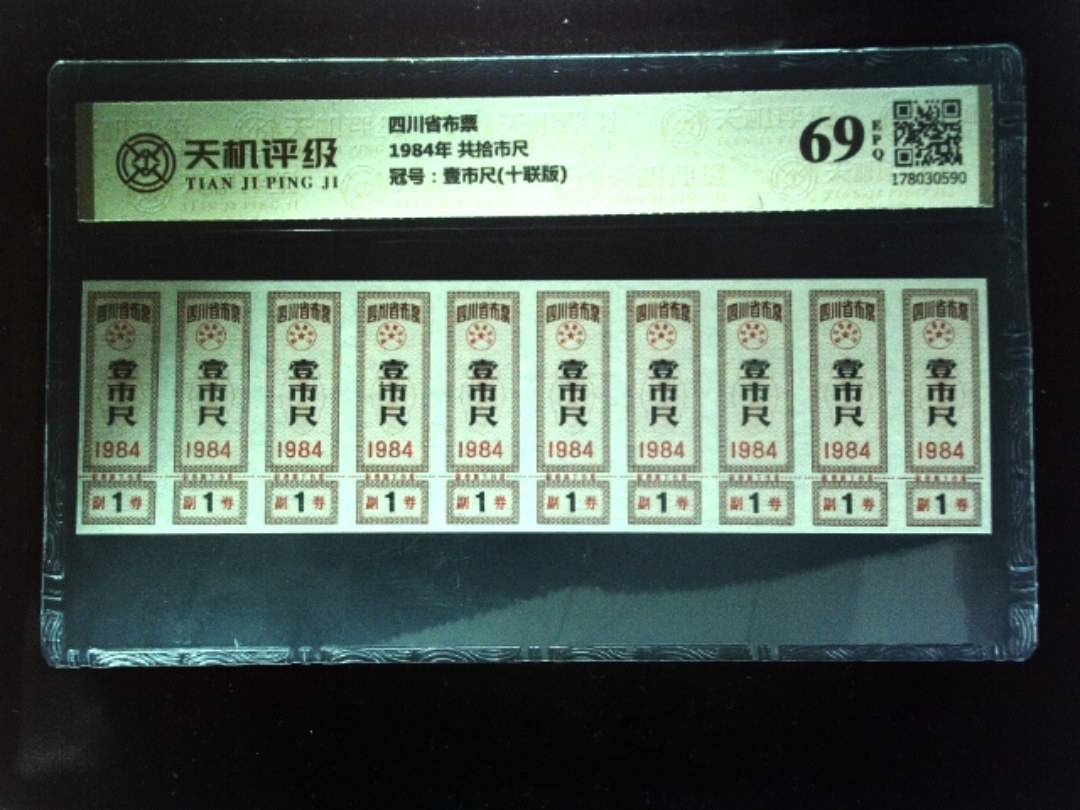 天机评级
TIAN JI PING JI
四川省布票
1984年 共拾市尺
冠号：壹市尺(十联版)
69
EPQ
178030590
四川省布票 四川省布票 四川省布票 四川省布票 四川省布票 四川省布票 四川省布票 四川省布票 四川省布票 四川省布票
壹市尺 壹市尺 壹市尺 壹市尺 壹市尺 壹市尺 壹市尺 壹市尺 壹市尺 壹市尺
1984 1984 1984 1984 1984 1984 1984 1984 1984 1984
副1券 副1券 副1券 副1券 副1券 副1券 副1券 副1券 副1券 副1券